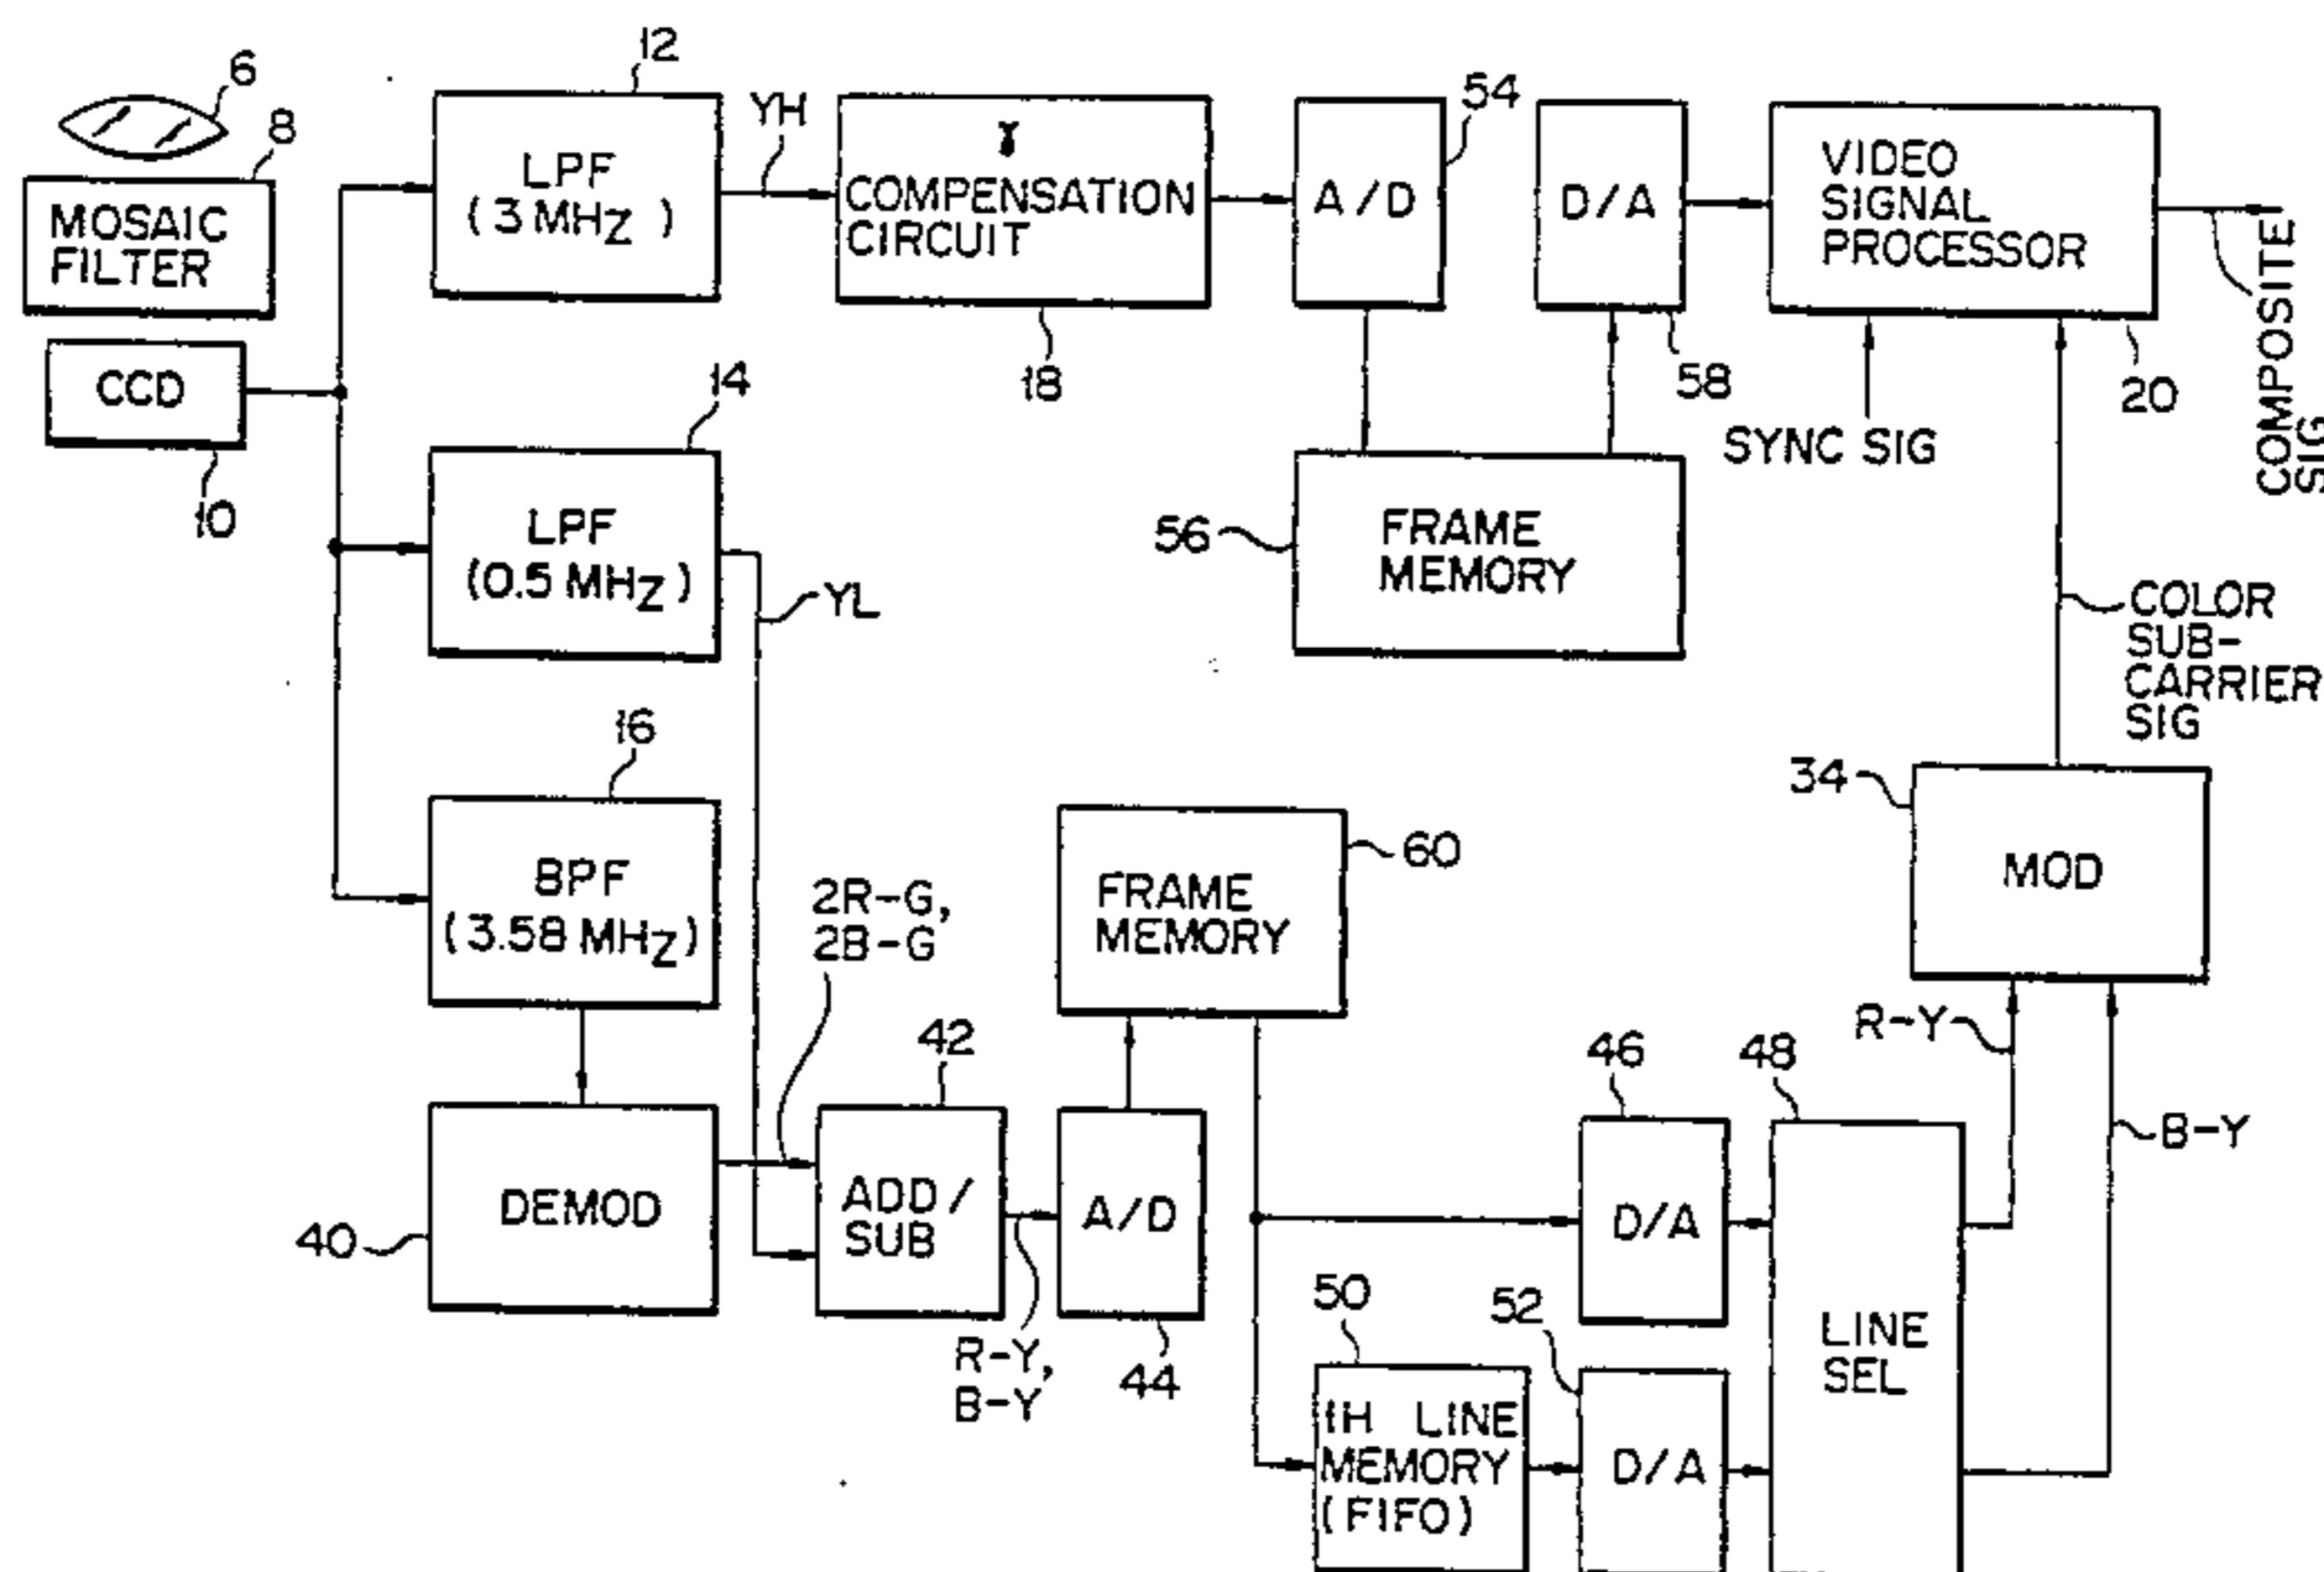 6
8
MOSAIC
FILTER
CCD
10
12
LPF
(3 MHz)
YH
γ
COMPENSATION
CIRCUIT
18
54
A/D
D/A
58
VIDEO
SIGNAL
PROCESSOR
20
COMPOSITE
SIG
SYNC SIG
14
LPF
(0.5 MHz)
YL
56
FRAME
MEMORY
COLOR
SUB-
CARRIER
SIG
16
BPF
(3.58 MHz)
2R-G,
2B-G
60
FRAME
MEMORY
34
MOD
R-Y
B-Y
40
DEMOD
42
ADD/
SUB
R-Y,
B-Y
A/D
44
46
D/A
48
LINE
SEL
50
1H LINE
MEMORY
(FIFO)
52
D/A